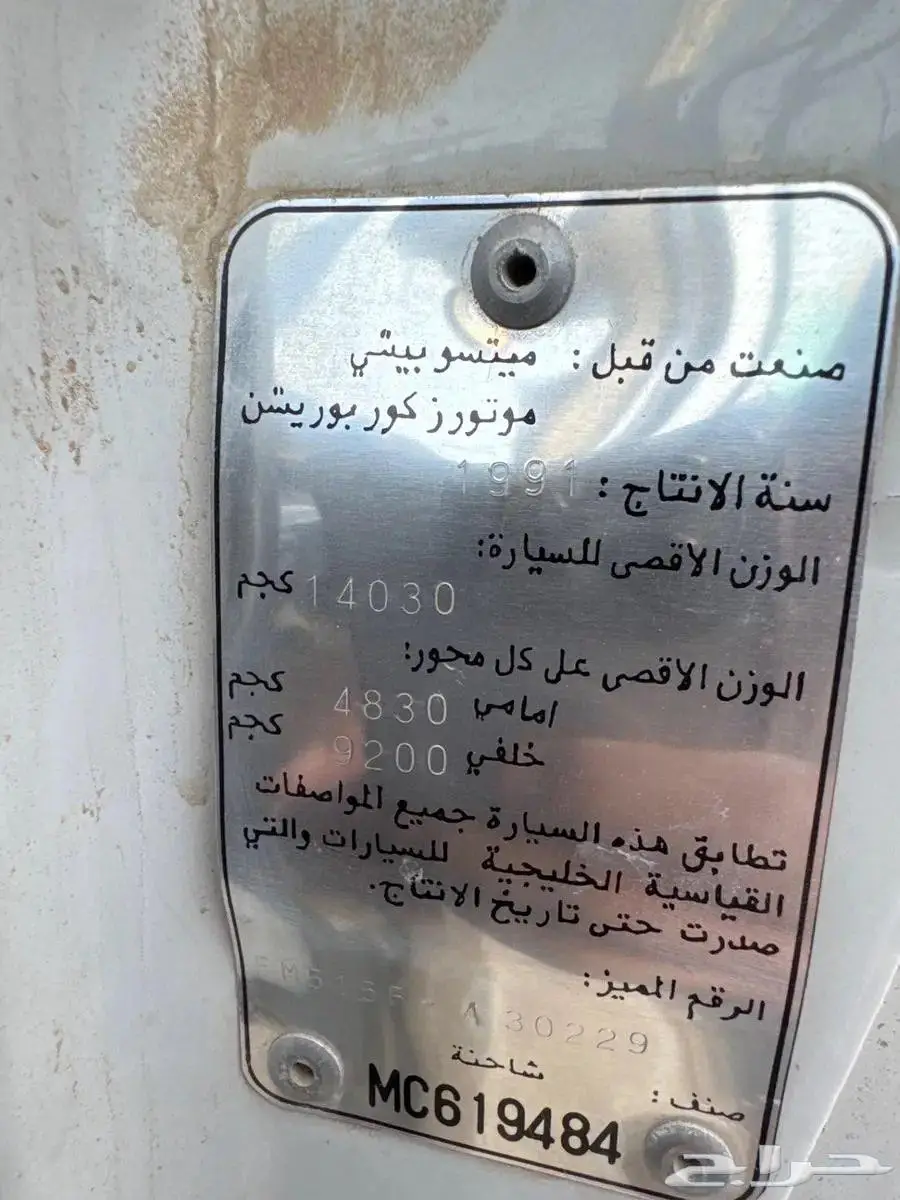 صنعت من قبل: ميتسوبيشي
موتورز كوربوريشن
سنة الانتاج: 1991
الوزن الاقصى للسيارة:
14030 كجم
الوزن الاقصى على كل محور:
امامي 4830 كجم
خلفي 9200 كجم
تطابق هذه السيارة جميع المواصفات
القياسية الخليجية للسيارات والتي
صدرت حتى تاريخ الانتاج.
الرقم المميز:
A30229
صنف: شاحنة
MC619484
حراج